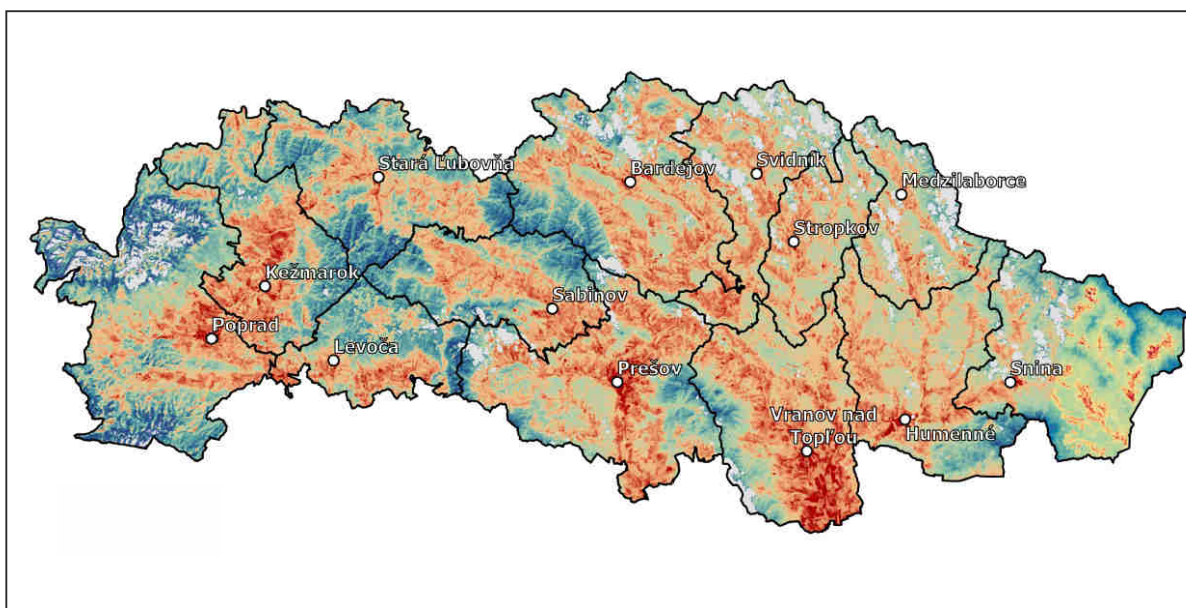 Stará Ľubovňa
Bardejov
Svidník
Medzilaborce
Stropkov
Kežmarok
Sabinov
Poprad
Levoča
Prešov
Snina
Vranov nad
Topľou
Humenné